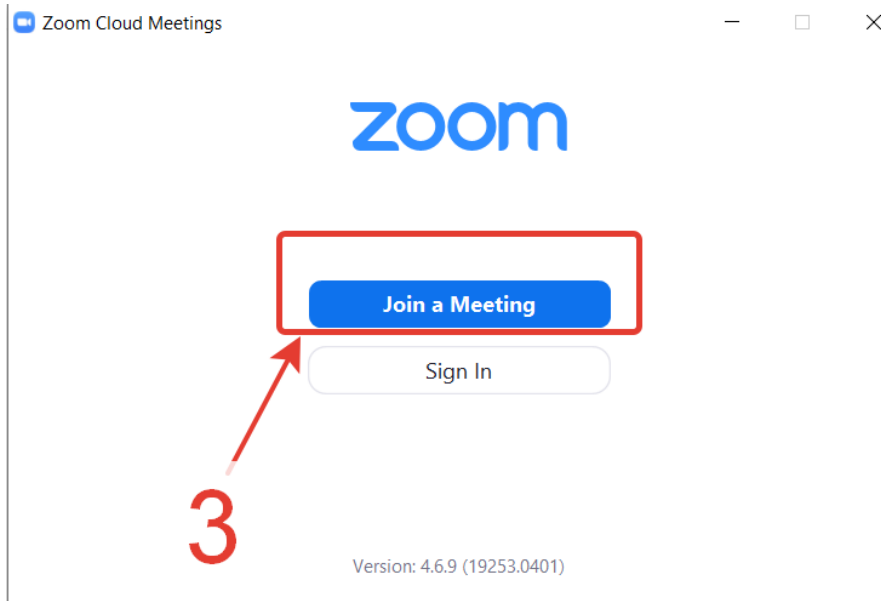 Zoom Cloud Meetings
zoom
Join a Meeting
Sign In
3
Version: 4.6.9 (19253.0401)